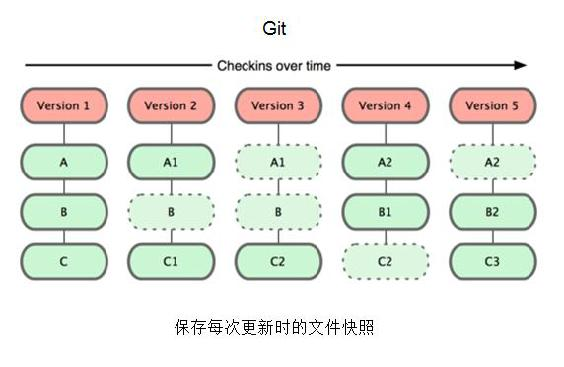 Git
Checkins over time
Version 1 Version 2 Version 3 Version 4 Version 5
A A1 A1 A2 A2
B B B B1 B2
C C1 C2 C2 C3
保存每次更新时的文件快照